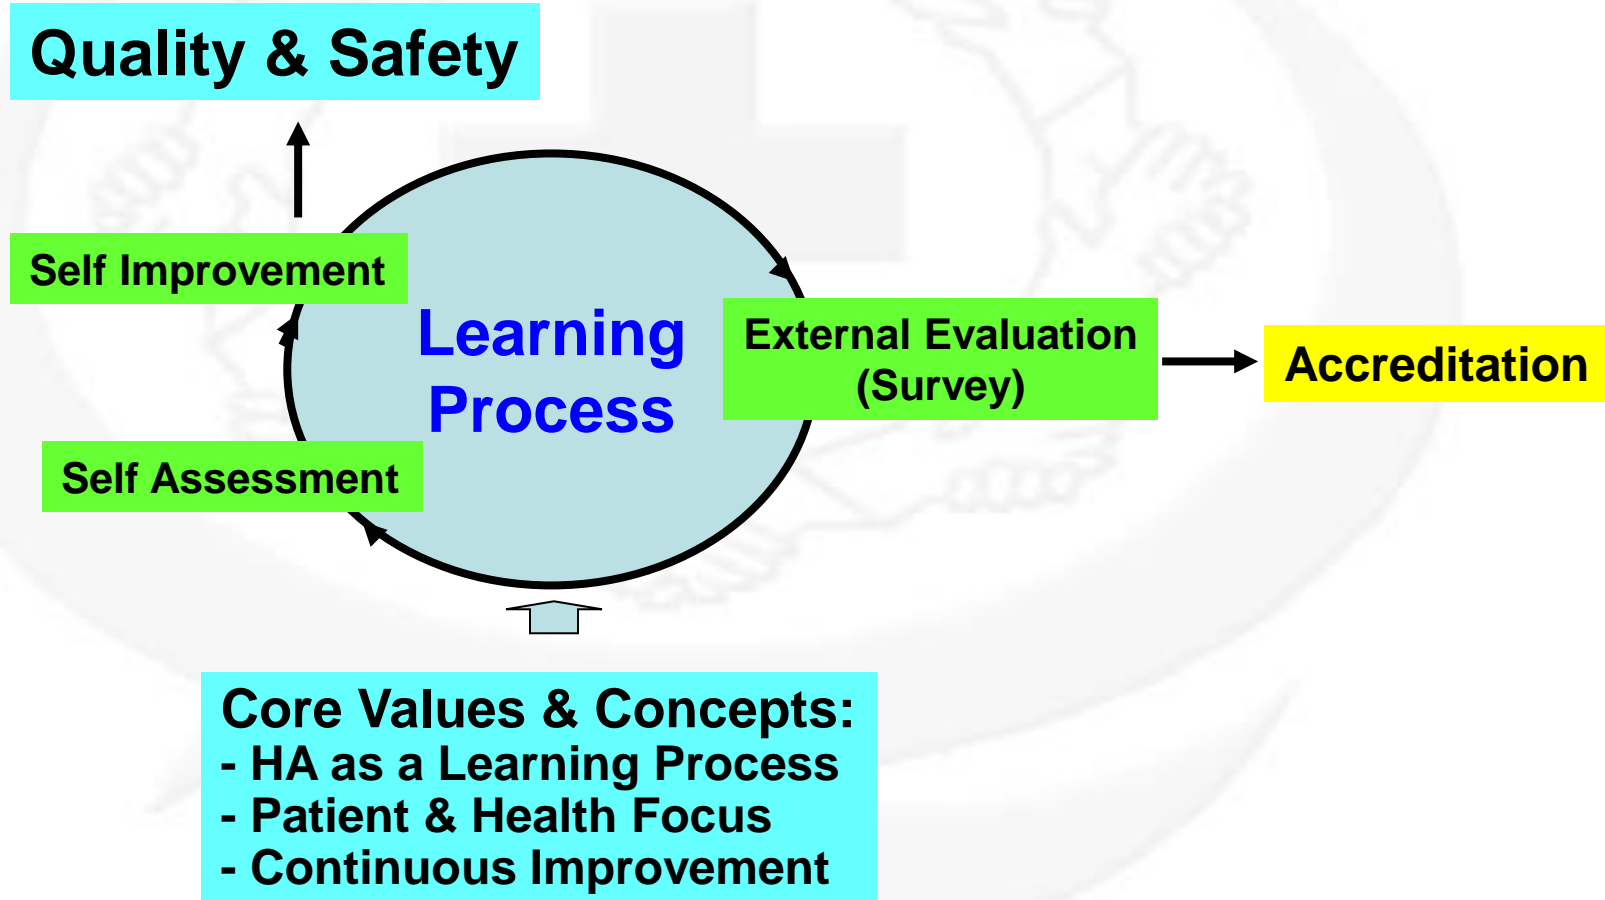 Quality & Safety
Self Improvement
Learning
Process
External Evaluation
(Survey)
Accreditation
Self Assessment
Core Values & Concepts:
- HA as a Learning Process
- Patient & Health Focus
- Continuous Improvement